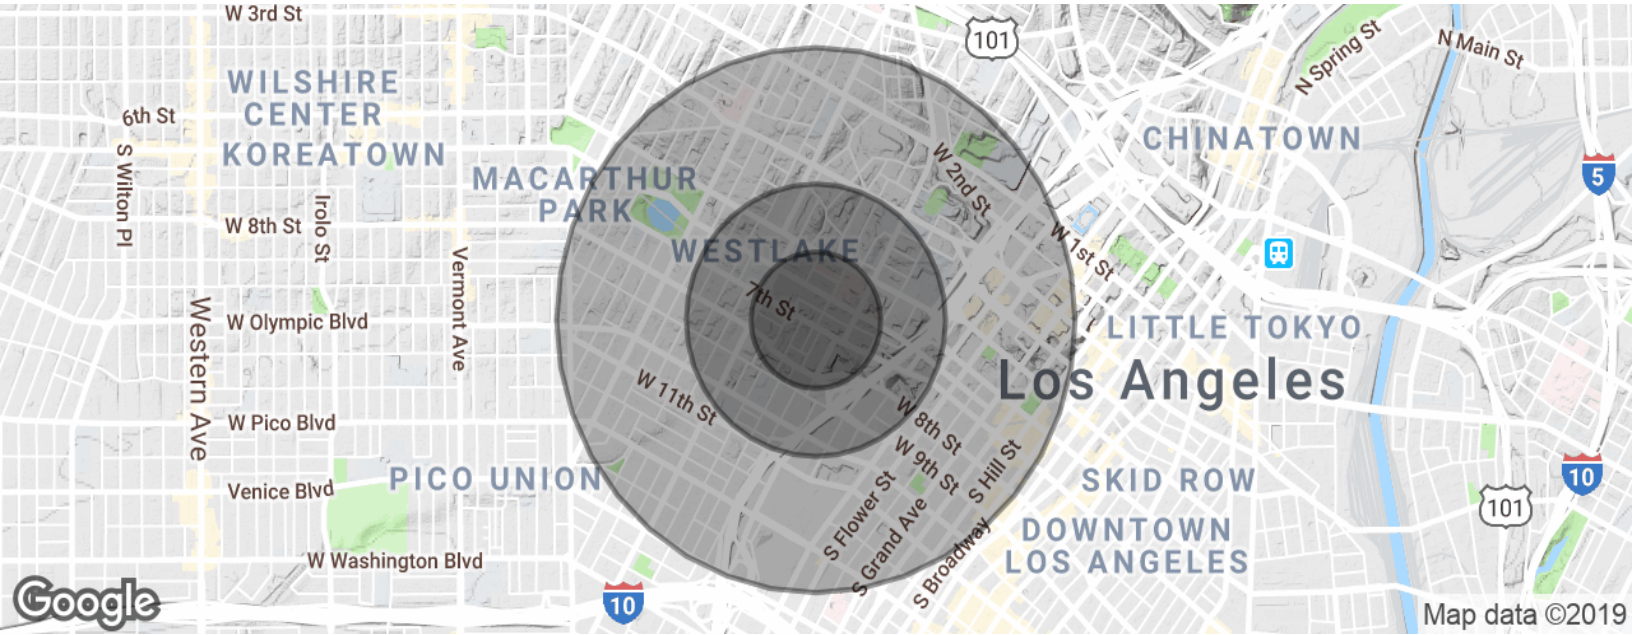 W 3rd St
101
N Spring St
N Main St
WILSHIRE
CENTER
6th St
KOREATOWN
S Wilton Pl
CHINATOWN
5
MACARTHUR
PARK
W 2nd St
Irolo St
W 8th St
WESTLAKE
W 1st St
Vermont Ave
7th St
Western Ave
W Olympic Blvd
LITTLE TOKYO
Los Angeles
W 11th St
W Pico Blvd
W 8th St
W 9th St
S Hill St
PICO UNION
Venice Blvd
SKID ROW
10
101
S Flower St
S Grand Ave
S Broadway
DOWNTOWN
LOS ANGELES
W Washington Blvd
Google
10
Map data ©2019